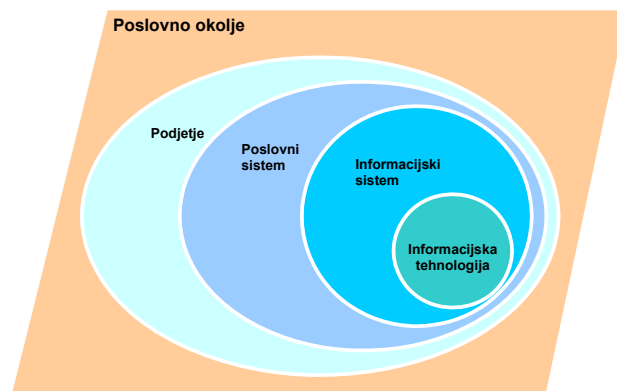 Poslovno okolje
Podjetje
Poslovni
sistem
Informacijski
sistem
Informacijska
tehnologija